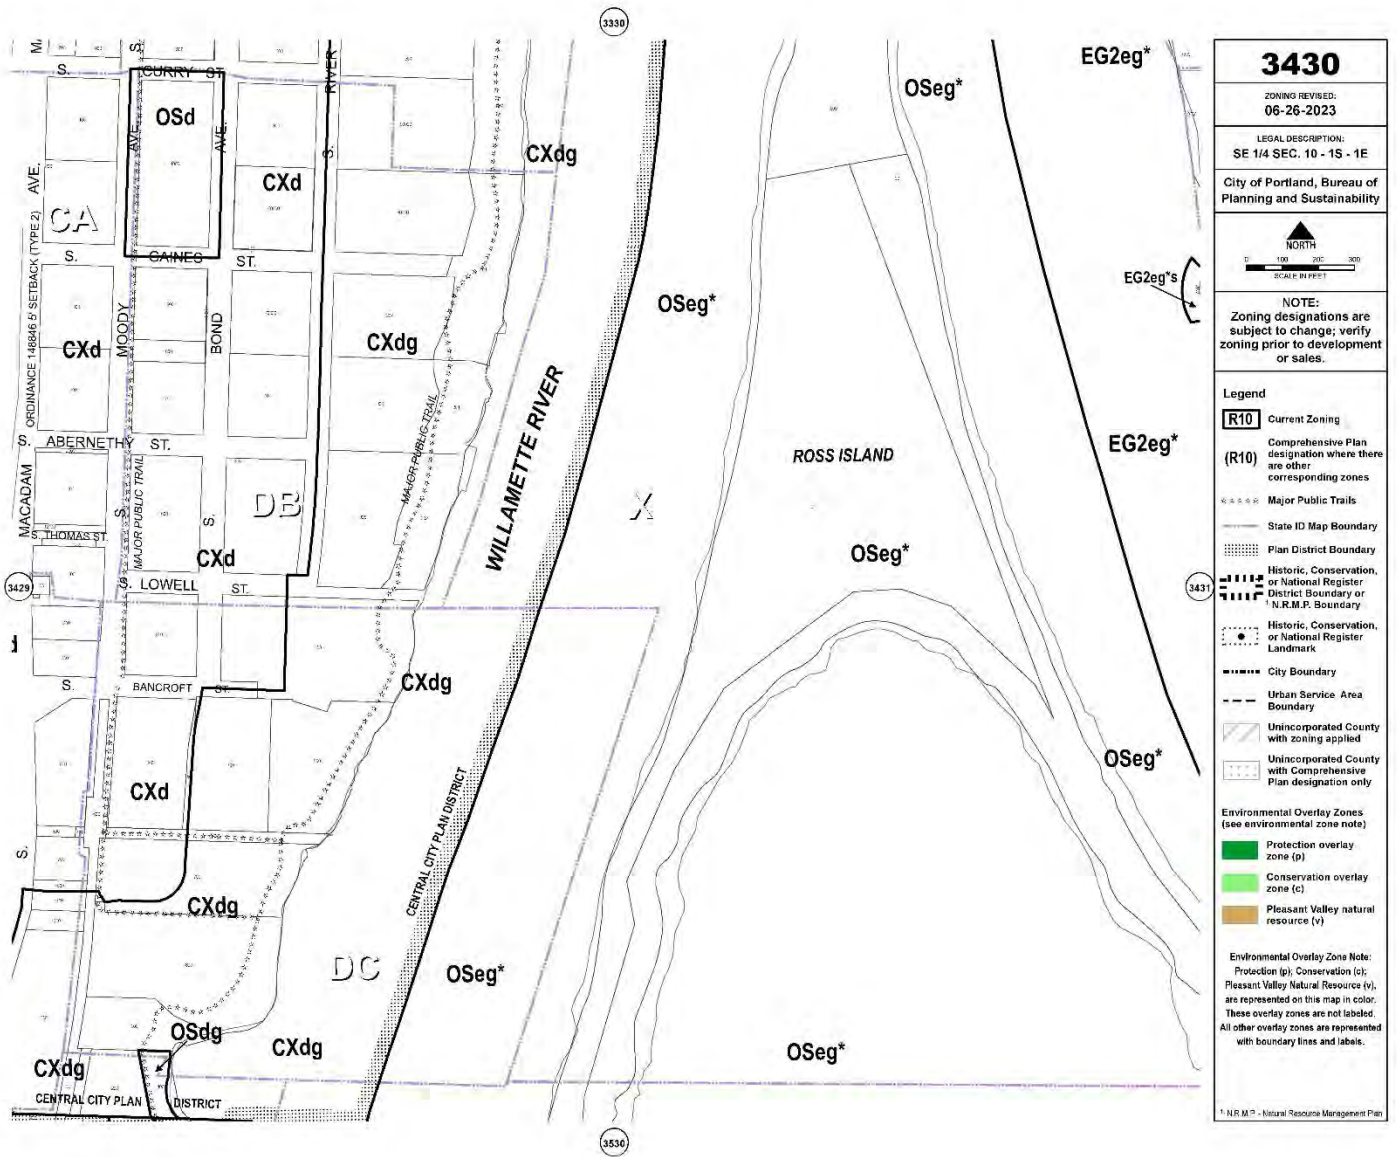 3330
S.
CURRY ST.
RIVER
S.
OSd
AVE.
AVE.
CXd
CXdg
OSeg*
EG2eg*
CA
S.
GAINES ST.
ORDINANCE 148846 5' SETBACK (TYPE 2)
AVE.
MOODY
BOND
CXd
CXdg
OSeg*
EG2eg*s
WILLAMETTE RIVER
MAJOR PUBLIC TRAIL
S. ABERNETHY ST.
EG2eg*
ROSS ISLAND
MACADAM
S.
MAJOR PUBLIC TRAIL
S.
DB
X
S. THOMAS ST.
CXd
OSeg*
3429
S. LOWELL ST.
3431
S. BANCROFT ST.
CXdg
OSeg*
CXd
CENTRAL CITY PLAN DISTRICT
S.
CXdg
DC
OSeg*
OSdg
CXdg
OSeg*
CXdg
CENTRAL CITY PLAN DISTRICT
3530
3430
ZONING REVISED:
06-26-2023
LEGAL DESCRIPTION:
SE 1/4 SEC. 10 - 1S - 1E
City of Portland, Bureau of
Planning and Sustainability
NORTH
0 100 200 300
SCALE IN FEET
NOTE:
Zoning designations are
subject to change; verify
zoning prior to development
or sales.
Legend
R10 Current Zoning
(R10) Comprehensive Plan
designation where there
are other
corresponding zones
Major Public Trails
State ID Map Boundary
Plan District Boundary
Historic, Conservation,
or National Register
District Boundary or
¹ N.R.M.P. Boundary
Historic, Conservation,
or National Register
Landmark
City Boundary
Urban Service Area
Boundary
Unincorporated County
with zoning applied
Unincorporated County
with Comprehensive
Plan designation only
Environmental Overlay Zones
(see environmental zone note)
Protection overlay
zone (p)
Conservation overlay
zone (c)
Pleasant Valley natural
resource (v)
Environmental Overlay Zone Note:
Protection (p); Conservation (c);
Pleasant Valley Natural Resource (v),
are represented on this map in color.
These overlay zones are not labeled.
All other overlay zones are represented
with boundary lines and labels.
¹ N.R.M.P. - Natural Resource Management Plan